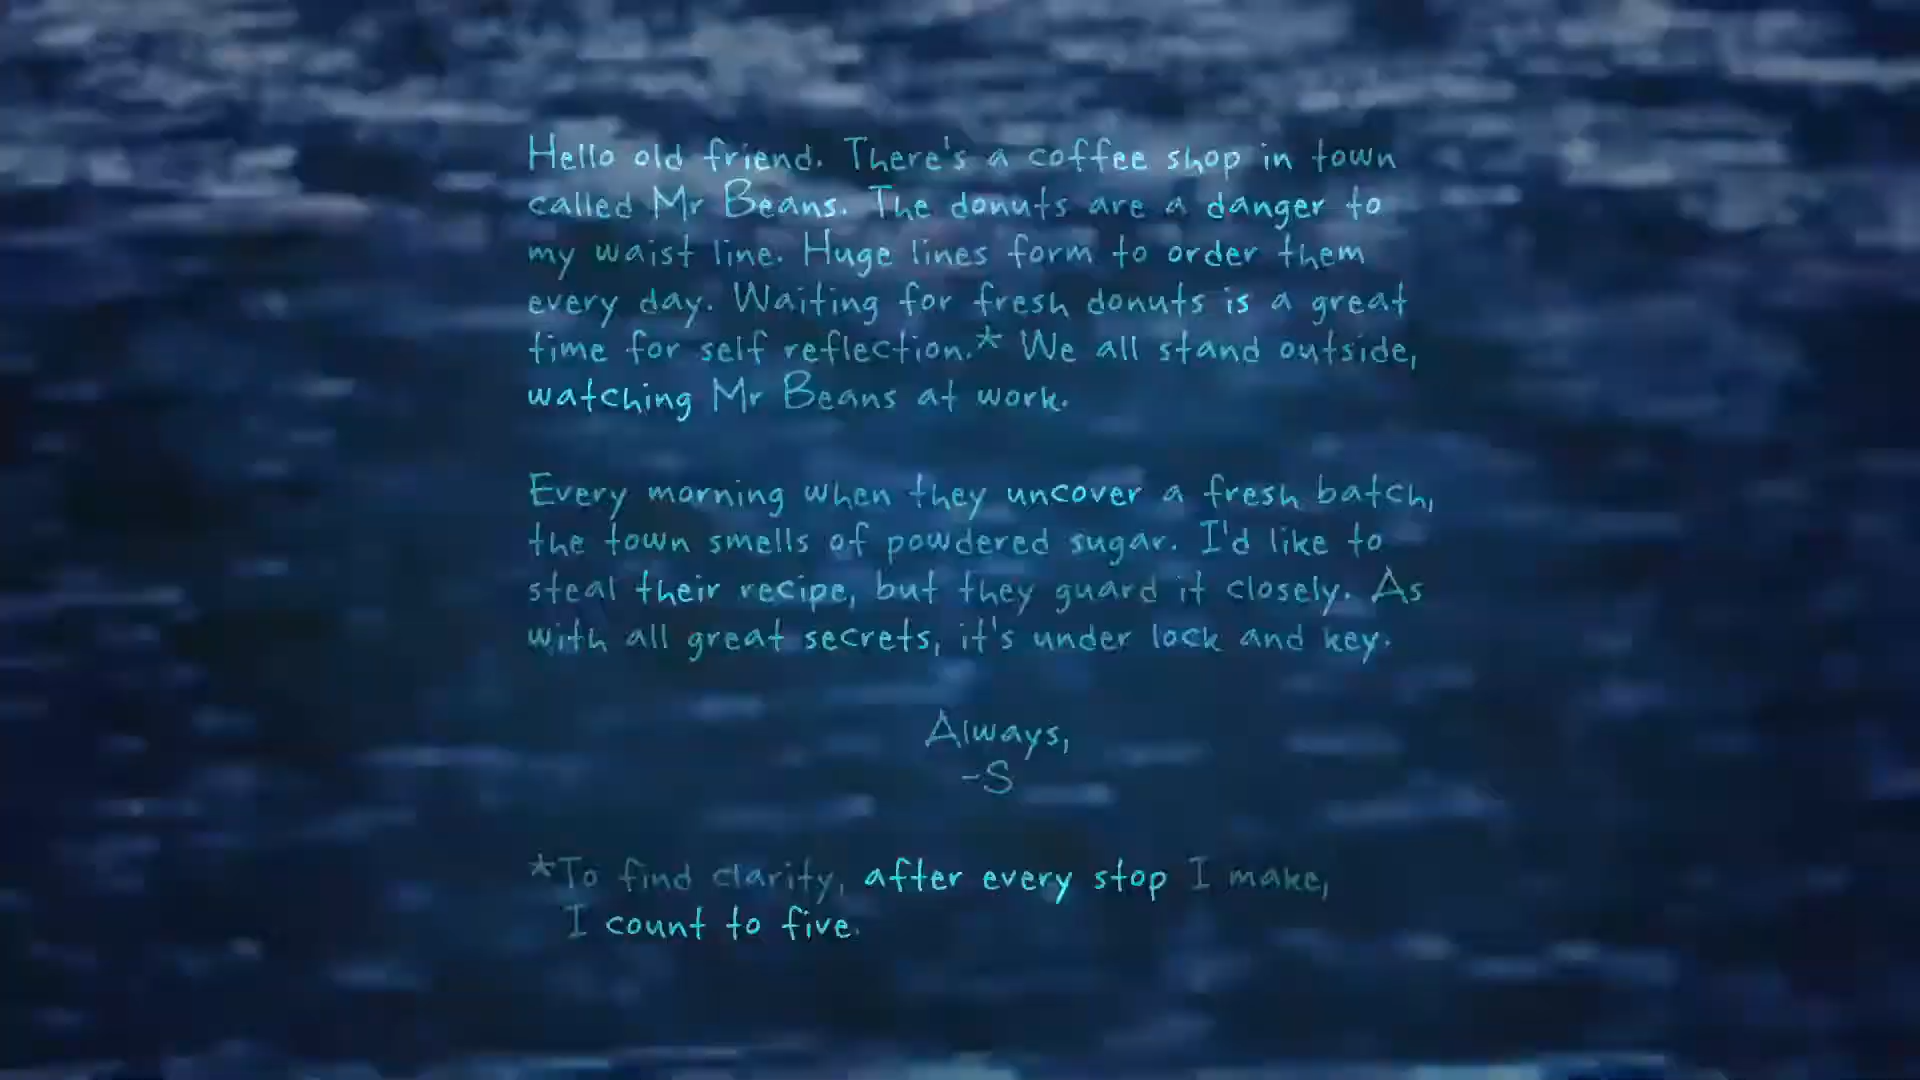 Hello old friend. There's a coffee shop in town
called Mr Beans. The donuts are a danger to
my waist line. Huge lines form to order them
every day. Waiting for fresh donuts is a great
time for self reflection.* We all stand outside,
watching Mr Beans at work.
Every morning when they uncover a fresh batch,
the town smells of powdered sugar. I'd like to
steal their recipe, but they guard it closely. As
with all great secrets, it's under lock and key.
Always,
-S
*To find clarity, after every stop I make,
I count to five.